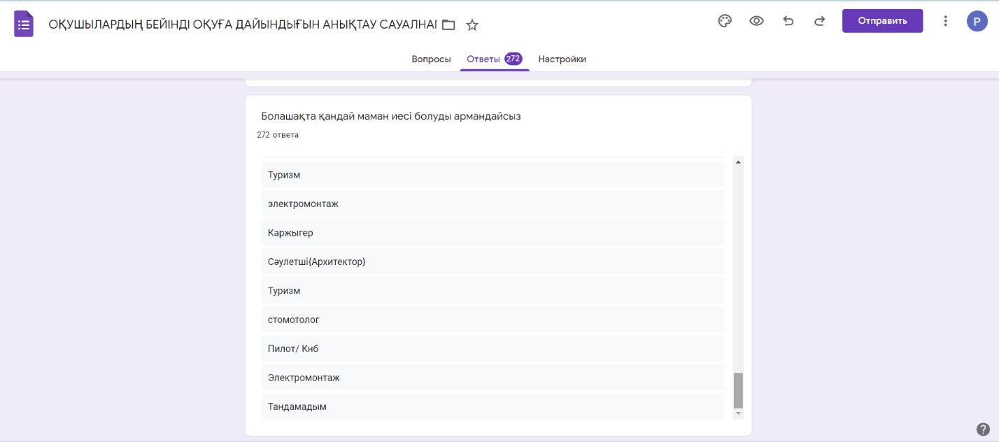 ОҚУШЫЛАРДЫҢ БЕЙІНДІ ОҚУҒА ДАЙЫНДЫҒЫН АНЫҚТАУ САУАЛНАМ
Отправить
P
Вопросы Ответы 272 Настройки
Болашақта қандай маман иесі болуды армандайсыз
272 ответа
Туризм
электромонтаж
Каржыгер
Сәулетші{Архитектор}
Туризм
стомотолог
Пилот/ Кнб
Электромонтаж
Тандамадым